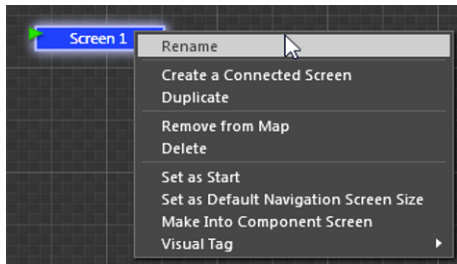 Screen 1
Rename
Create a Connected Screen
Duplicate
Remove from Map
Delete
Set as Start
Set as Default Navigation Screen Size
Make Into Component Screen
Visual Tag